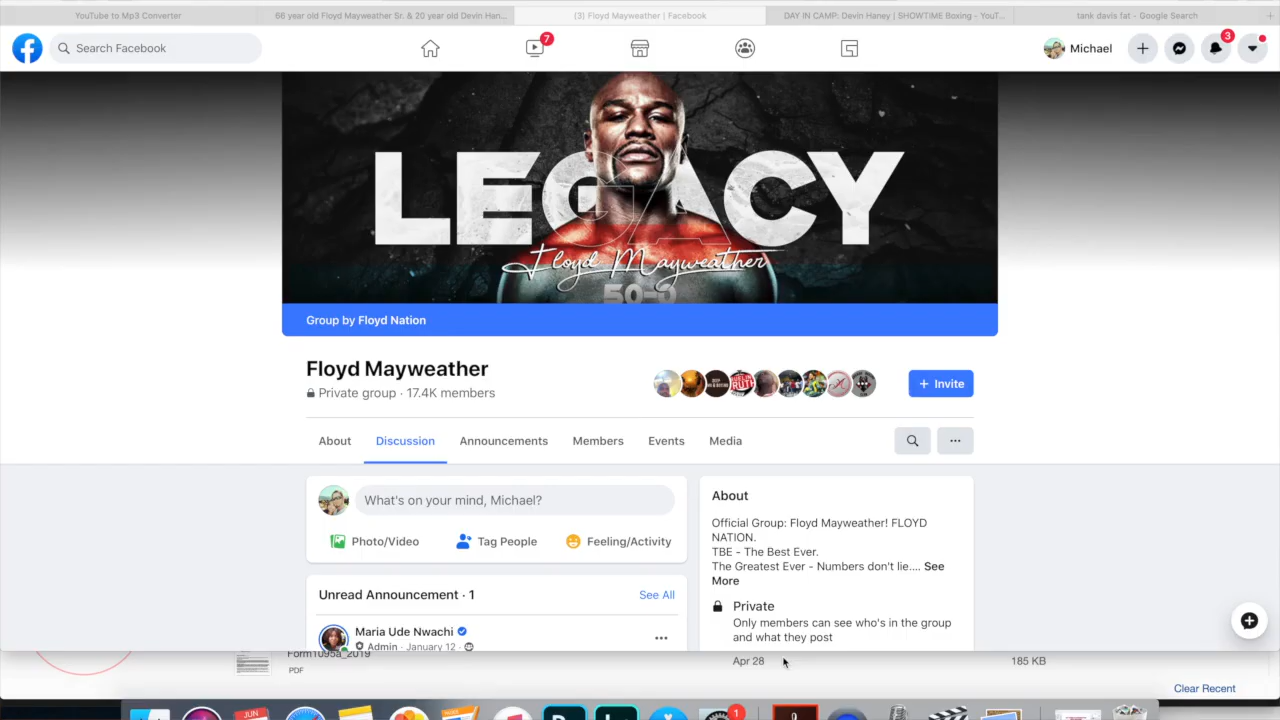 YouTube to Mp3 Converter
66 year old Floyd Mayweather Sr. & 20 year old Devin Han...
(3) Floyd Mayweather | Facebook
DAY IN CAMP: Devin Haney | SHOWTIME Boxing - YouT...
tank davis fat - Google Search
Search Facebook
7
Michael
3
LEGACY
Floyd Mayweather
50-0
Group by Floyd Nation
Floyd Mayweather
Private group · 17.4K members
+ Invite
About
Discussion
Announcements
Members
Events
Media
What's on your mind, Michael?
Photo/Video
Tag People
Feeling/Activity
Unread Announcement · 1
See All
Maria Ude Nwachi
Admin · January 12 ·
About
Official Group: Floyd Mayweather! FLOYD
NATION.
TBE - The Best Ever.
The Greatest Ever - Numbers don't lie.... See
More
Private
Only members can see who's in the group
and what they post
Form1095a_2019
PDF
Apr 28
185 KB
Clear Recent
JUN
1